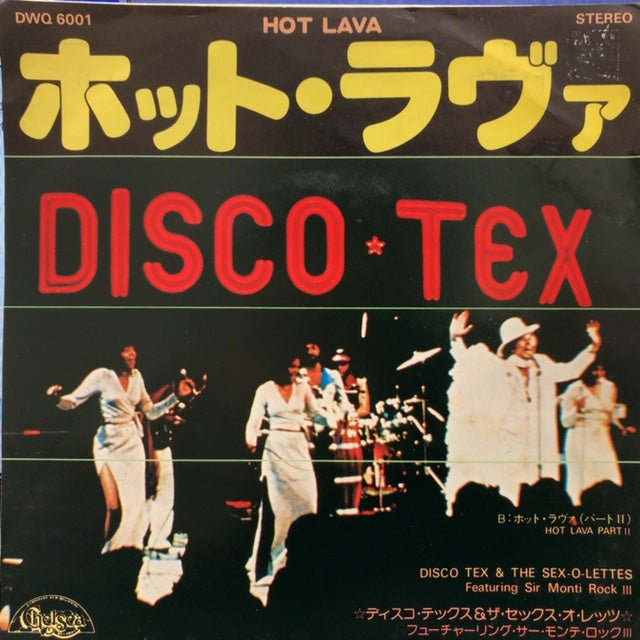 DWQ 6001
HOT LAVA
STEREO
ホット・ラヴァ
DISCO★TEX
B:ホット・ラヴァ(パートII)
HOT LAVA PART II
DISCO TEX & THE SEX-O-LETTES
Featuring Sir Monti Rock III
☆ディスコ・テックス&ザ・セックス・オ・レッツ☆
フューチャーリング・サー・モンテ・ロックIII
Chelsea